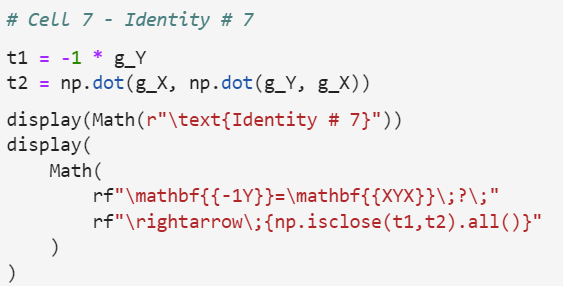 # Cell 7 - Identity # 7
t1 = -1 * g_Y
t2 = np.dot(g_X, np.dot(g_Y, g_X))
display(Math(r"\text{Identity # 7}"))
display(
    Math(
        rf"\mathbf{{-1Y}}=\mathbf{{XYX}}\;?\;"
        rf"\rightarrow\;{np.isclose(t1,t2).all()}"
    )
)